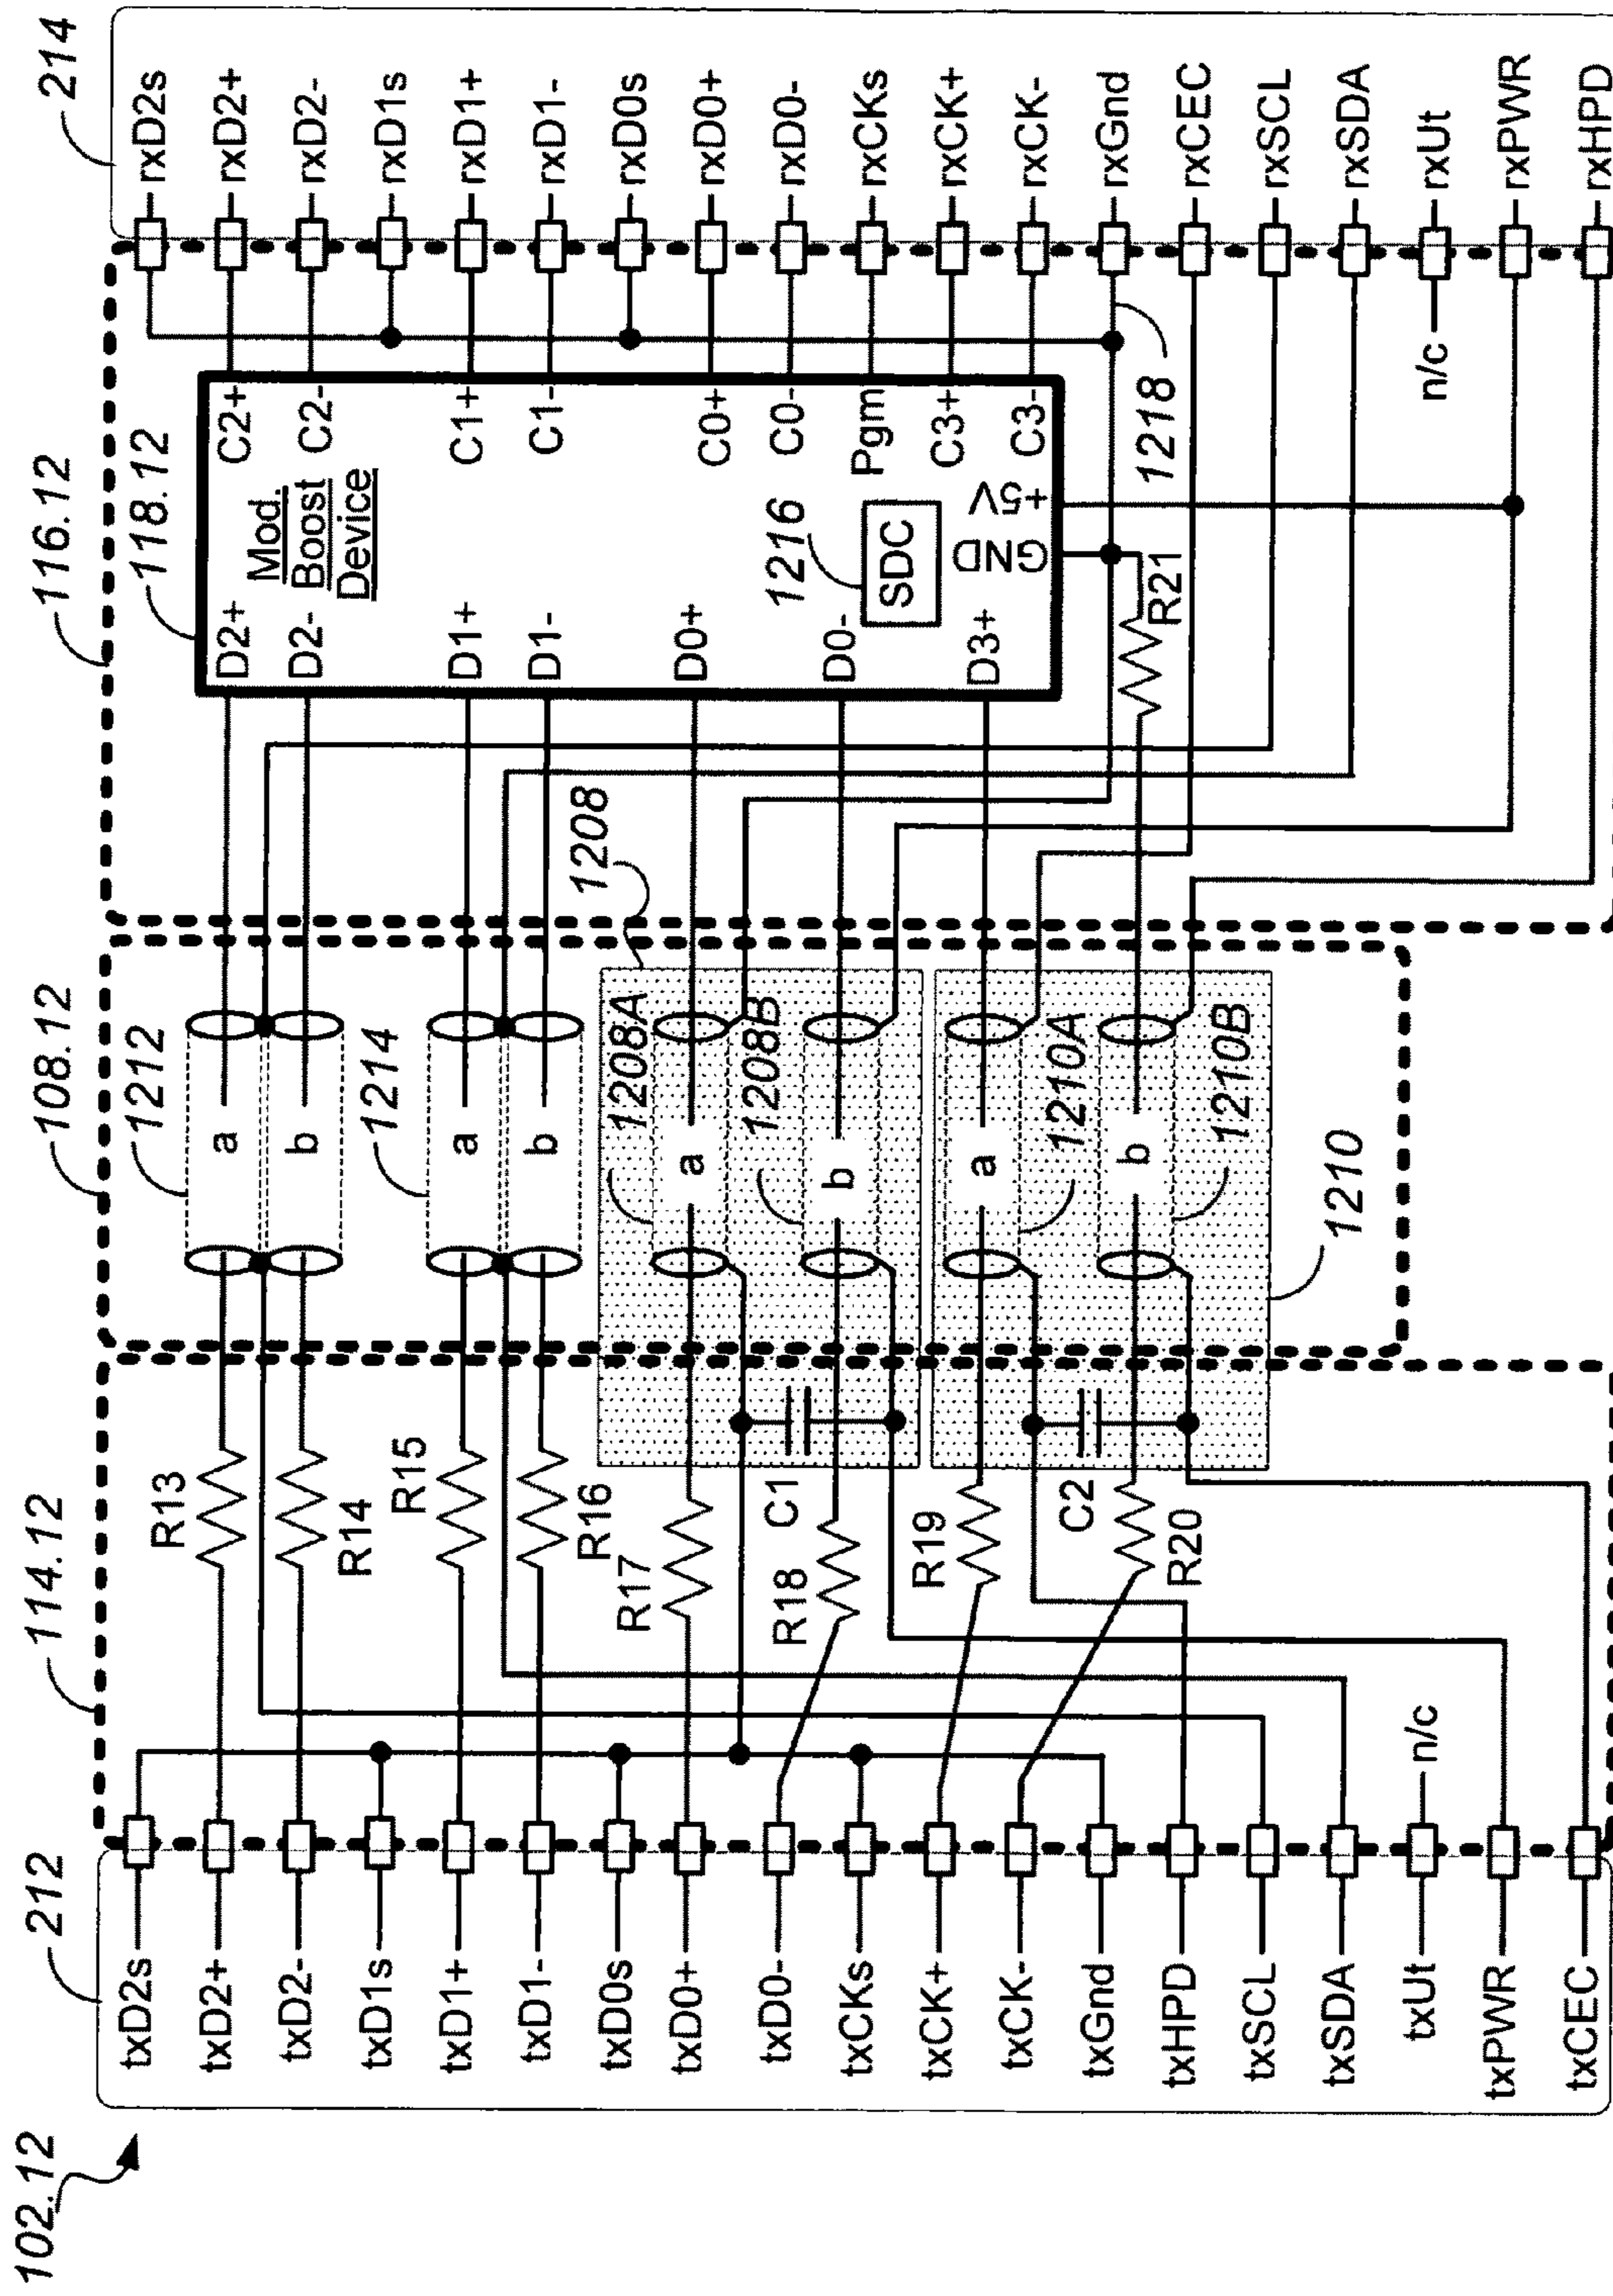 102.12
212
114.12
108.12
116.12
118.12
214
txD2s
txD2+
txD2-
txD1s
txD1+
txD1-
txD0s
txD0+
txD0-
txCKs
txCK+
txCK-
txGnd
txHPD
txSCL
txSDA
txUt
txPWR
txCEC
n/c
R13
R14
R15
R16
R17
R18
C1
R19
C2
R20
1212
a
b
1214
a
b
1208
1208A
a
1208B
b
a
1210A
b
1210B
1210
D2+
D2-
D1+
D1-
D0+
D0-
D3+
Mod.
Boost
Device
1216
SDC
GND
+5V
C2+
C2-
C1+
C1-
C0+
C0-
Pgm
C3+
C3-
R21
1218
n/c
rxD2s
rxD2+
rxD2-
rxD1s
rxD1+
rxD1-
rxD0s
rxD0+
rxD0-
rxCKs
rxCK+
rxCK-
rxGnd
rxCEC
rxSCL
rxSDA
rxUt
rxPWR
rxHPD